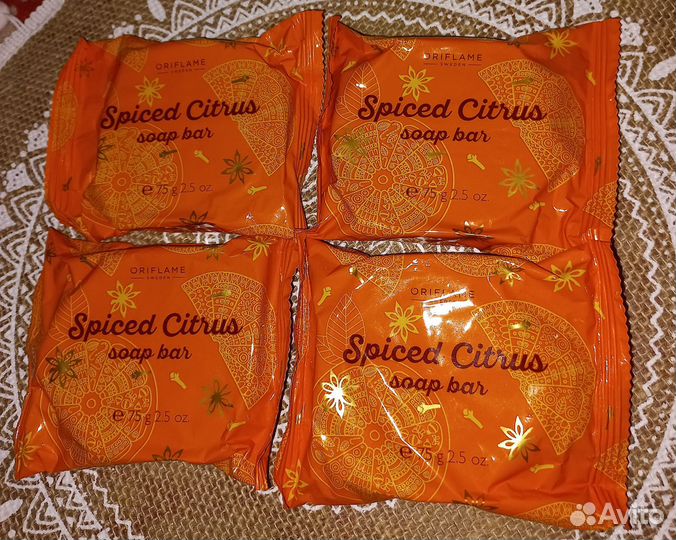 ORIFLAME
SWEDEN
Spiced Citrus
soap bar
℮ 75 g 2.5 oz.
ORIFLAME
SWEDEN
Spiced Citrus
soap bar
℮ 75 g 2.5 oz.
ORIFLAME
SWEDEN
Spiced Citrus
soap bar
℮ 75 g 2.5 oz.
ORIFLAME
SWEDEN
Spiced Citrus
soap bar
℮ 75 g 2.5 oz.
Avito